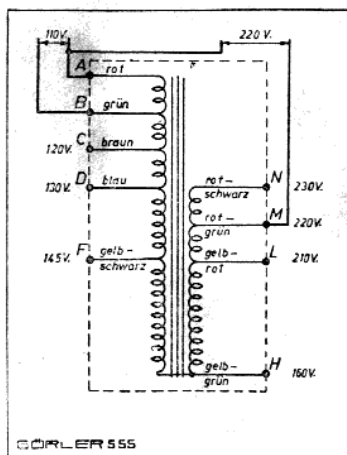 110V. 220 V.
A rot
B grün
C braun
120V.
D blau
130V.
rot- N
schwarz 230V.
rot- M
grün 220V.
F gelb- gelb- L
145V. schwarz rot 210V.
gelb- H
grün 160V.
GÖRLER 555